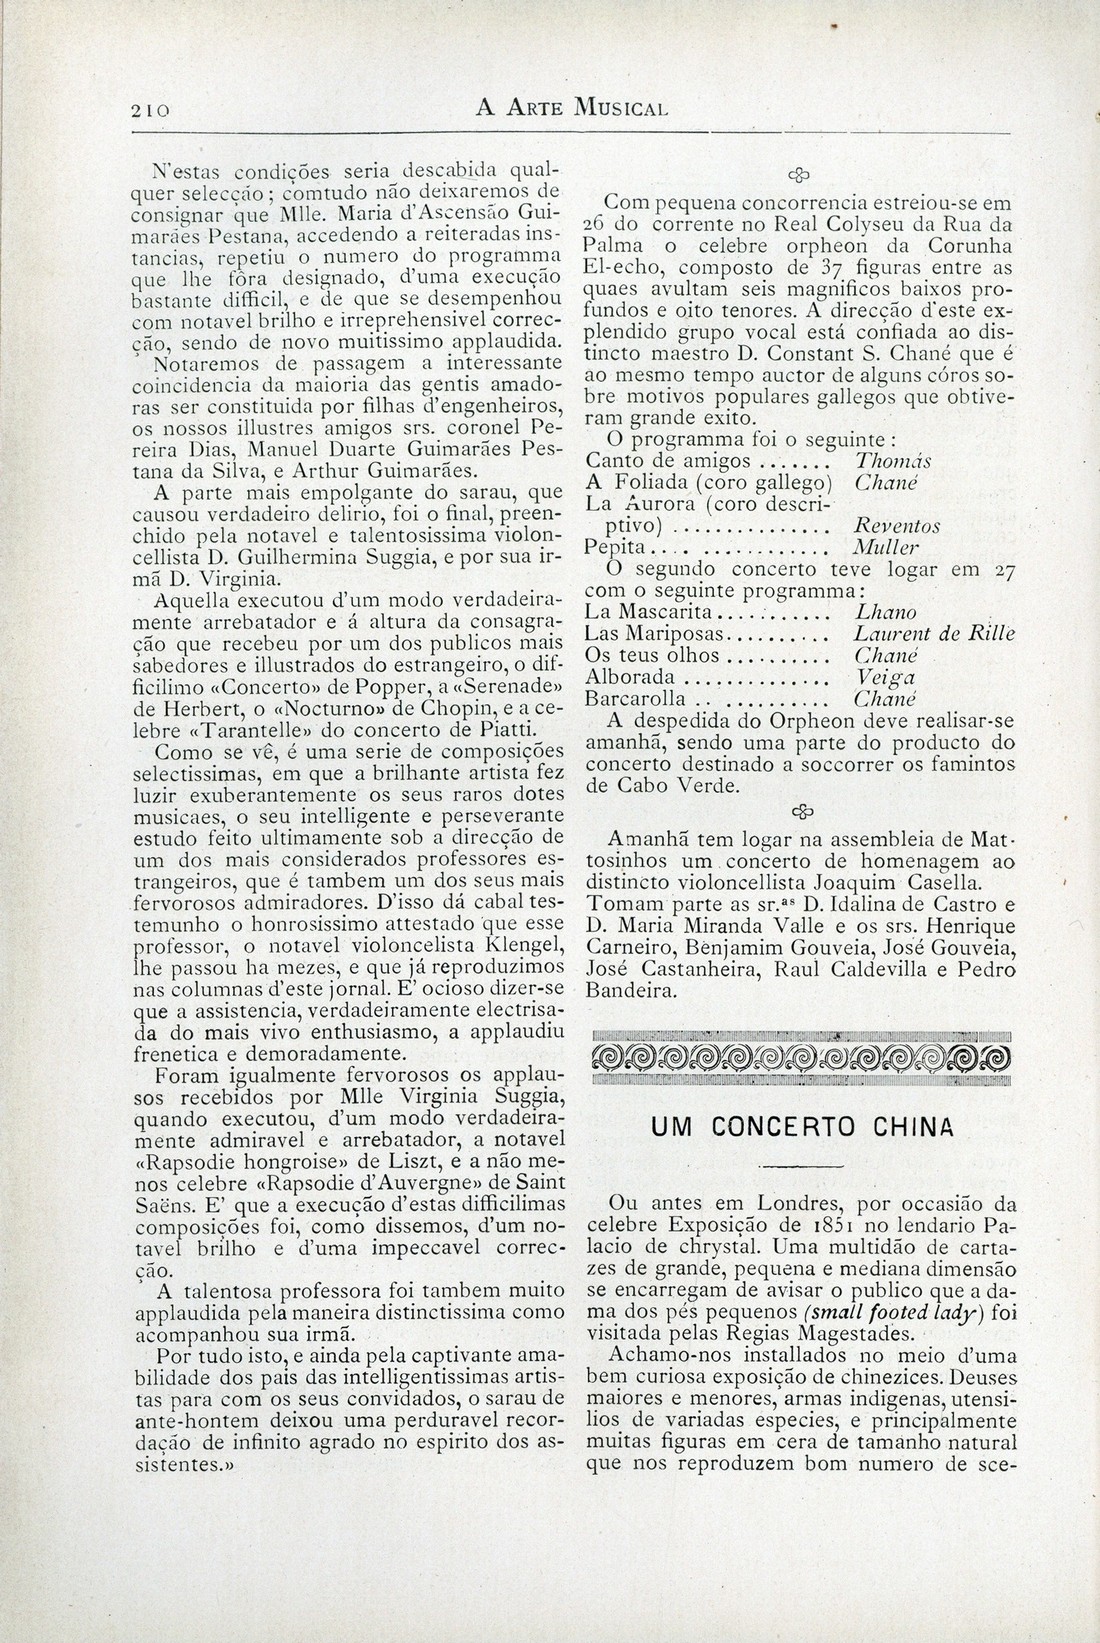 210
A Arte Musical
N'estas condições seria descabida qual-
quer selecção; comtudo não deixaremos de
consignar que Mlle. Maria d'Ascensão Gui-
marães Pestana, accedendo a reiteradas ins-
tancias, repetiu o numero do programma
que lhe fôra designado, d'uma execução
bastante difficil, e de que se desempenhou
com notavel brilho e irreprehensivel correc-
ção, sendo de novo muitissimo applaudida.
Notaremos de passagem a interessante
coincidencia da maioria das gentis amado-
ras ser constituida por filhas d'engenheiros,
os nossos illustres amigos srs. coronel Pe-
reira Dias, Manuel Duarte Guimarães Pes-
tana da Silva, e Arthur Guimarães.
A parte mais empolgante do sarau, que
causou verdadeiro delirio, foi o final, preen-
chido pela notavel e talentosissima violon-
cellista D. Guilhermina Suggia, e por sua ir-
mã D. Virginia.
Aquella executou d'um modo verdadeira-
mente arrebatador e á altura da consagra-
ção que recebeu por um dos publicos mais
sabedores e illustrados do estrangeiro, o dif-
ficilimo «Concerto» de Popper, a «Serenade»
de Herbert, o «Nocturno» de Chopin, e a ce-
lebre «Tarantelle» do concerto de Piatti.
Como se vê, é uma serie de composições
selectissimas, em que a brilhante artista fez
luzir exuberantemente os seus raros dotes
musicaes, o seu intelligente e perseverante
estudo feito ultimamente sob a direcção de
um dos mais considerados professores es-
trangeiros, que é tambem um dos seus mais
fervorosos admiradores. D'isso dá cabal tes-
temunho o honrosissimo attestado que esse
professor, o notavel violoncelista Klengel,
lhe passou ha mezes, e que já reproduzimos
nas columnas d'este jornal. E' ocioso dizer-se
que a assistencia, verdadeiramente electrisa-
da do mais vivo enthusiasmo, a applaudiu
frenetica e demoradamente.
Foram igualmente fervorosos os applau-
sos recebidos por Mlle Virginia Suggia,
quando executou, d'um modo verdadeira-
mente admiravel e arrebatador, a notavel
«Rapsodie hongroise» de Liszt, e a não me-
nos celebre «Rapsodie d'Auvergne» de Saint
Saëns. E' que a execução d'estas difficilimas
composições foi, como dissemos, d'um no-
tavel brilho e d'uma impeccavel correc-
ção.
A talentosa professora foi tambem muito
applaudida pela maneira distinctissima como
acompanhou sua irmã.
Por tudo isto, e ainda pela captivante ama-
bilidade dos pais das intelligentissimas artis-
tas para com os seus convidados, o sarau de
ante-hontem deixou uma perduravel recor-
dação de infinito agrado no espirito dos as-
sistentes.»
Com pequena concorrencia estreiou-se em
26 do corrente no Real Colyseu da Rua da
Palma o celebre orpheon da Corunha
El-echo, composto de 37 figuras entre as
quaes avultam seis magnificos baixos pro-
fundos e oito tenores. A direcção d'este ex-
plendido grupo vocal está confiada ao dis-
tincto maestro D. Constant S. Chané que é
ao mesmo tempo auctor de alguns córos so-
bre motivos populares gallegos que obtive-
ram grande exito.
O programma foi o seguinte :
Canto de amigos ....... Thomás
A Foliada (coro gallego) Chané
La Aurora (coro descri-
ptivo) ............... Reventos
Pepita.... ............ Muller
O segundo concerto teve logar em 27
com o seguinte programma:
La Mascarita........... Lhano
Las Mariposas.......... Laurent de Rille
Os teus olhos .......... Chané
Alborada .............. Veiga
Barcarolla .. .......... Chané
A despedida do Orpheon deve realisar-se
amanhã, sendo uma parte do producto do
concerto destinado a soccorrer os famintos
de Cabo Verde.
Amanhã tem logar na assembleia de Mat-
tosinhos um concerto de homenagem ao
distincto violoncellista Joaquim Casella.
Tomam parte as sr.as D. Idalina de Castro e
D. Maria Miranda Valle e os srs. Henrique
Carneiro, Benjamim Gouveia, José Gouveia,
José Castanheira, Raul Caldevilla e Pedro
Bandeira.
UM CONCERTO CHINA
Ou antes em Londres, por occasião da
celebre Exposição de 1851 no lendario Pa-
lacio de chrystal. Uma multidão de carta-
zes de grande, pequena e mediana dimensão
se encarregam de avisar o publico que a da-
ma dos pés pequenos (small footed lady) foi
visitada pelas Regias Magestades.
Achamo-nos installados no meio d'uma
bem curiosa exposição de chinezices. Deuses
maiores e menores, armas indigenas, utensi-
lios de variadas especies, e principalmente
muitas figuras em cera de tamanho natural
que nos reproduzem bom numero de sce-